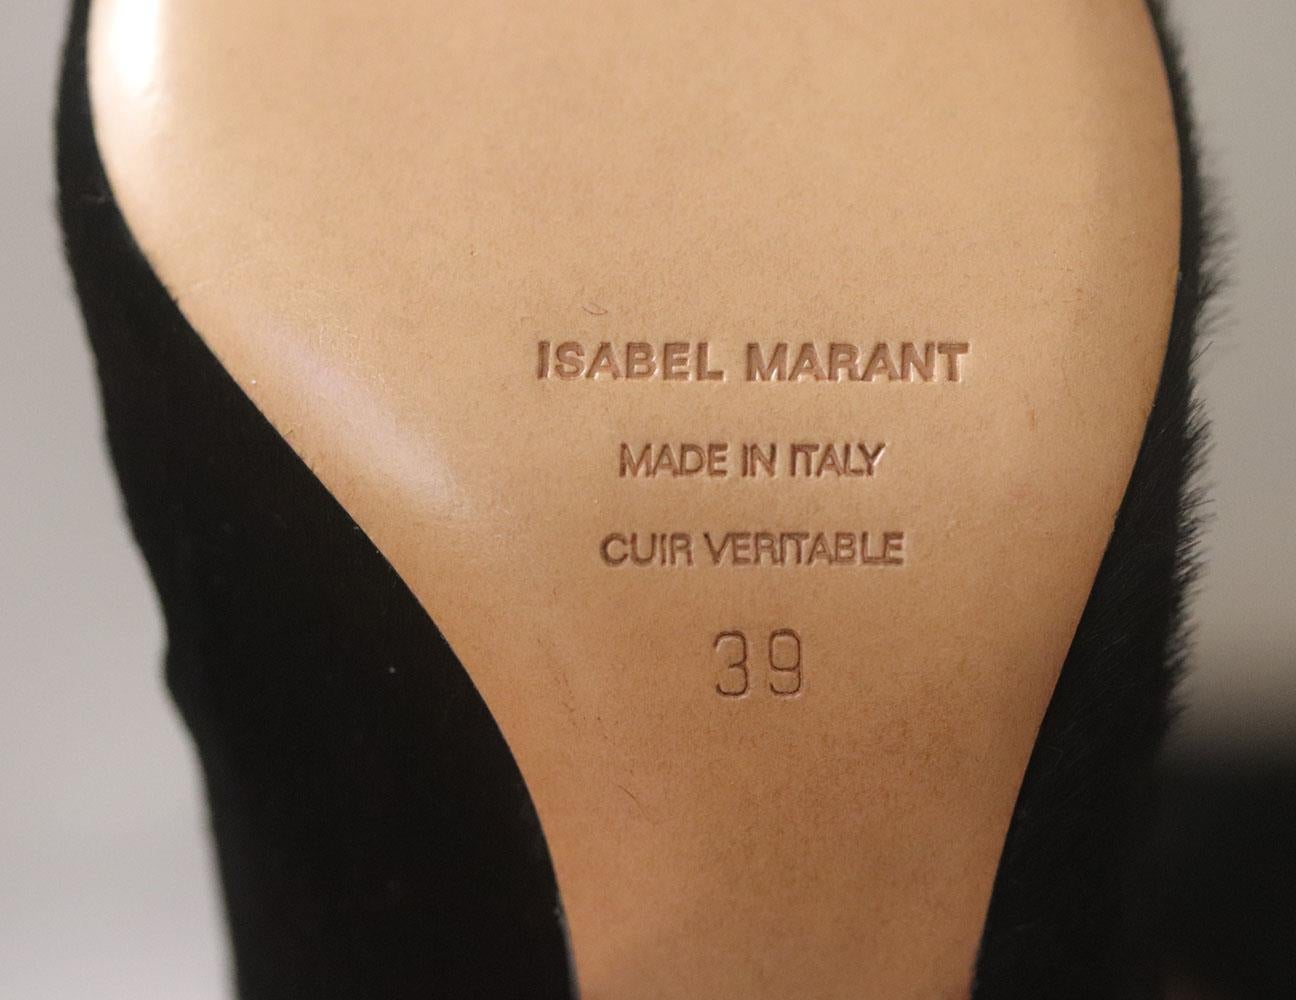 ISABEL MARANT
MADE IN ITALY
CUIR VERITABLE
39